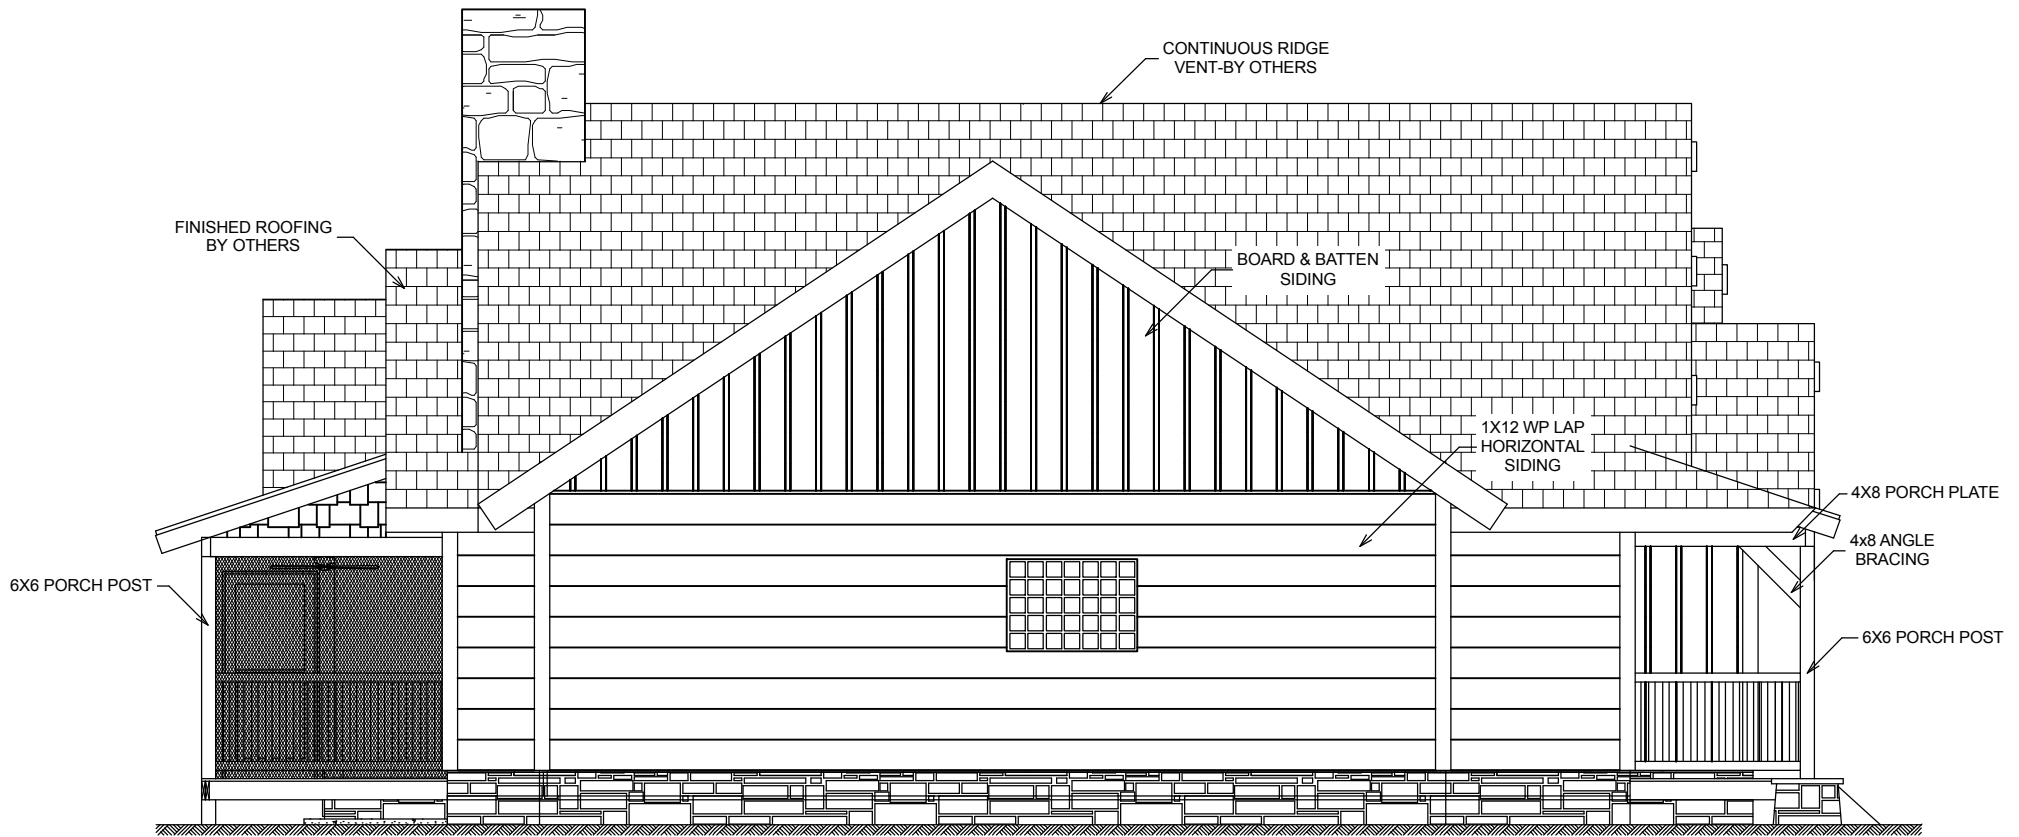 CONTINUOUS RIDGE
VENT-BY OTHERS
FINISHED ROOFING
BY OTHERS
BOARD & BATTEN
SIDING
1X12 WP LAP
HORIZONTAL
SIDING
4X8 PORCH PLATE
4x8 ANGLE
BRACING
6X6 PORCH POST
6X6 PORCH POST